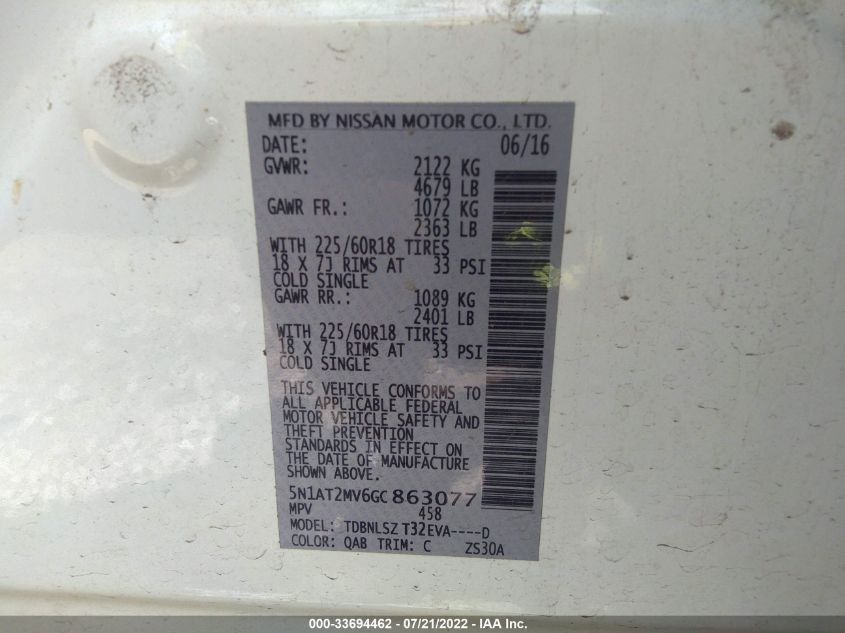 MFD BY NISSAN MOTOR CO., LTD.
DATE: 06/16
GVWR: 2122 KG
4679 LB
GAWR FR.: 1072 KG
2363 LB
WITH 225/60R18 TIRES
18 X 7J RIMS AT 33 PSI
COLD SINGLE
GAWR RR.: 1089 KG
2401 LB
WITH 225/60R18 TIRES
18 X 7J RIMS AT 33 PSI
COLD SINGLE
THIS VEHICLE CONFORMS TO
ALL APPLICABLE FEDERAL
MOTOR VEHICLE SAFETY AND
THEFT PREVENTION
STANDARDS IN EFFECT ON
THE DATE OF MANUFACTURE
SHOWN ABOVE.
5N1AT2MV6GC863077
MPV 458
MODEL: TDBNLSZ T32EVA----D
COLOR: QAB TRIM: C ZS30A
000-33694462 - 07/21/2022 - IAA Inc.